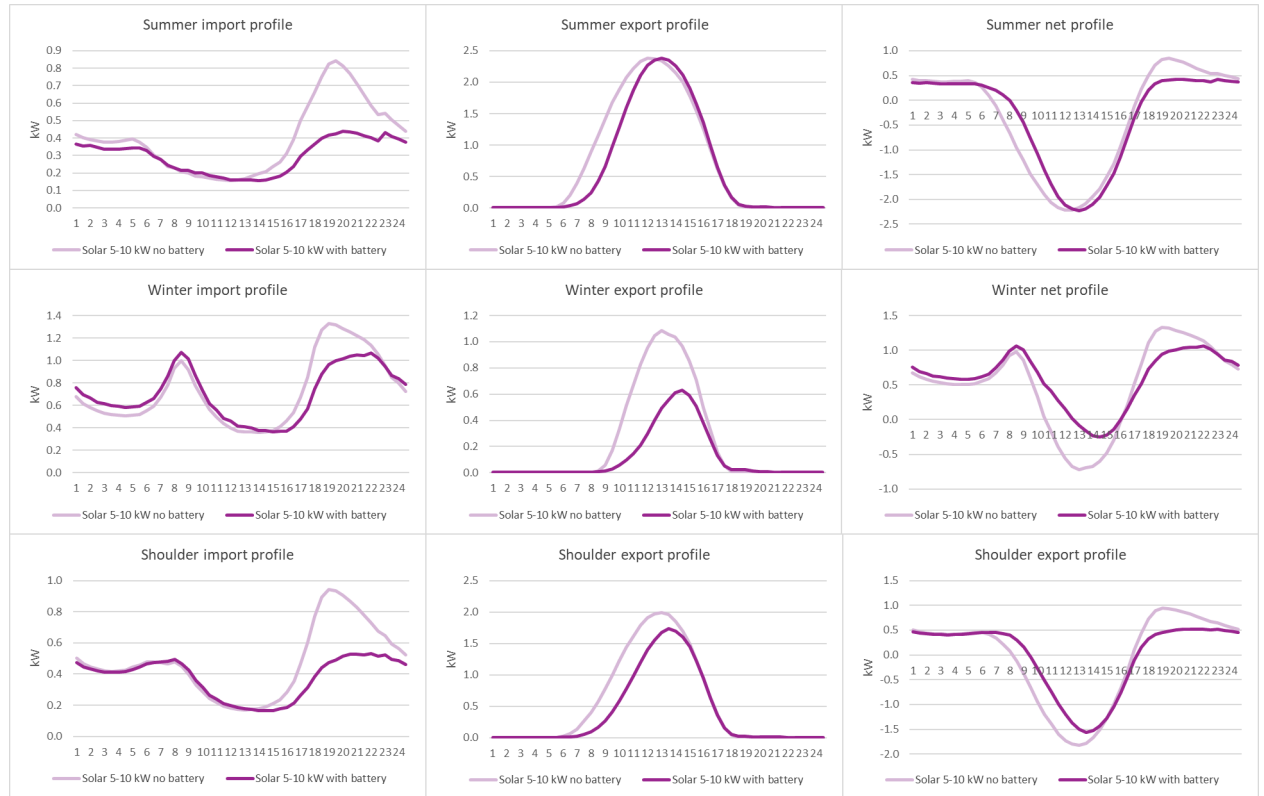 Summer import profile
0.9
0.8
0.7
0.6
0.5
0.4
0.3
0.2
0.1
0.0
kW
1 2 3 4 5 6 7 8 9 10 11 12 13 14 15 16 17 18 19 20 21 22 23 24
Solar 5-10 kW no battery Solar 5-10 kW with battery
Summer export profile
2.5
2.0
1.5
1.0
0.5
0.0
kW
1 2 3 4 5 6 7 8 9 10 11 12 13 14 15 16 17 18 19 20 21 22 23 24
Solar 5-10 kW no battery Solar 5-10 kW with battery
Summer net profile
1.0
0.5
0.0
-0.5
-1.0
-1.5
-2.0
-2.5
kW
1 2 3 4 5 6 7 8 9 10 11 12 13 14 15 16 17 18 19 20 21 22 23 24
Solar 5-10 kW no battery Solar 5-10 kW with battery
Winter import profile
1.4
1.2
1.0
0.8
0.6
0.4
0.2
0.0
kW
1 2 3 4 5 6 7 8 9 10 11 12 13 14 15 16 17 18 19 20 21 22 23 24
Solar 5-10 kW no battery Solar 5-10 kW with battery
Winter export profile
1.2
1.0
0.8
0.6
0.4
0.2
0.0
kW
1 2 3 4 5 6 7 8 9 10 11 12 13 14 15 16 17 18 19 20 21 22 23 24
Solar 5-10 kW no battery Solar 5-10 kW with battery
Winter net profile
1.5
1.0
0.5
0.0
-0.5
-1.0
kW
1 2 3 4 5 6 7 8 9 10 11 12 13 14 15 16 17 18 19 20 21 22 23 24
Solar 5-10 kW no battery Solar 5-10 kW with battery
Shoulder import profile
1.0
0.8
0.6
0.4
0.2
0.0
kW
1 2 3 4 5 6 7 8 9 10 11 12 13 14 15 16 17 18 19 20 21 22 23 24
Solar 5-10 kW no battery Solar 5-10 kW with battery
Shoulder export profile
2.5
2.0
1.5
1.0
0.5
0.0
kW
1 2 3 4 5 6 7 8 9 10 11 12 13 14 15 16 17 18 19 20 21 22 23 24
Solar 5-10 kW no battery Solar 5-10 kW with battery
Shoulder export profile
1.5
1.0
0.5
0.0
-0.5
-1.0
-1.5
-2.0
kW
1 2 3 4 5 6 7 8 9 10 11 12 13 14 15 16 17 18 19 20 21 22 23 24
Solar 5-10 kW no battery Solar 5-10 kW with battery